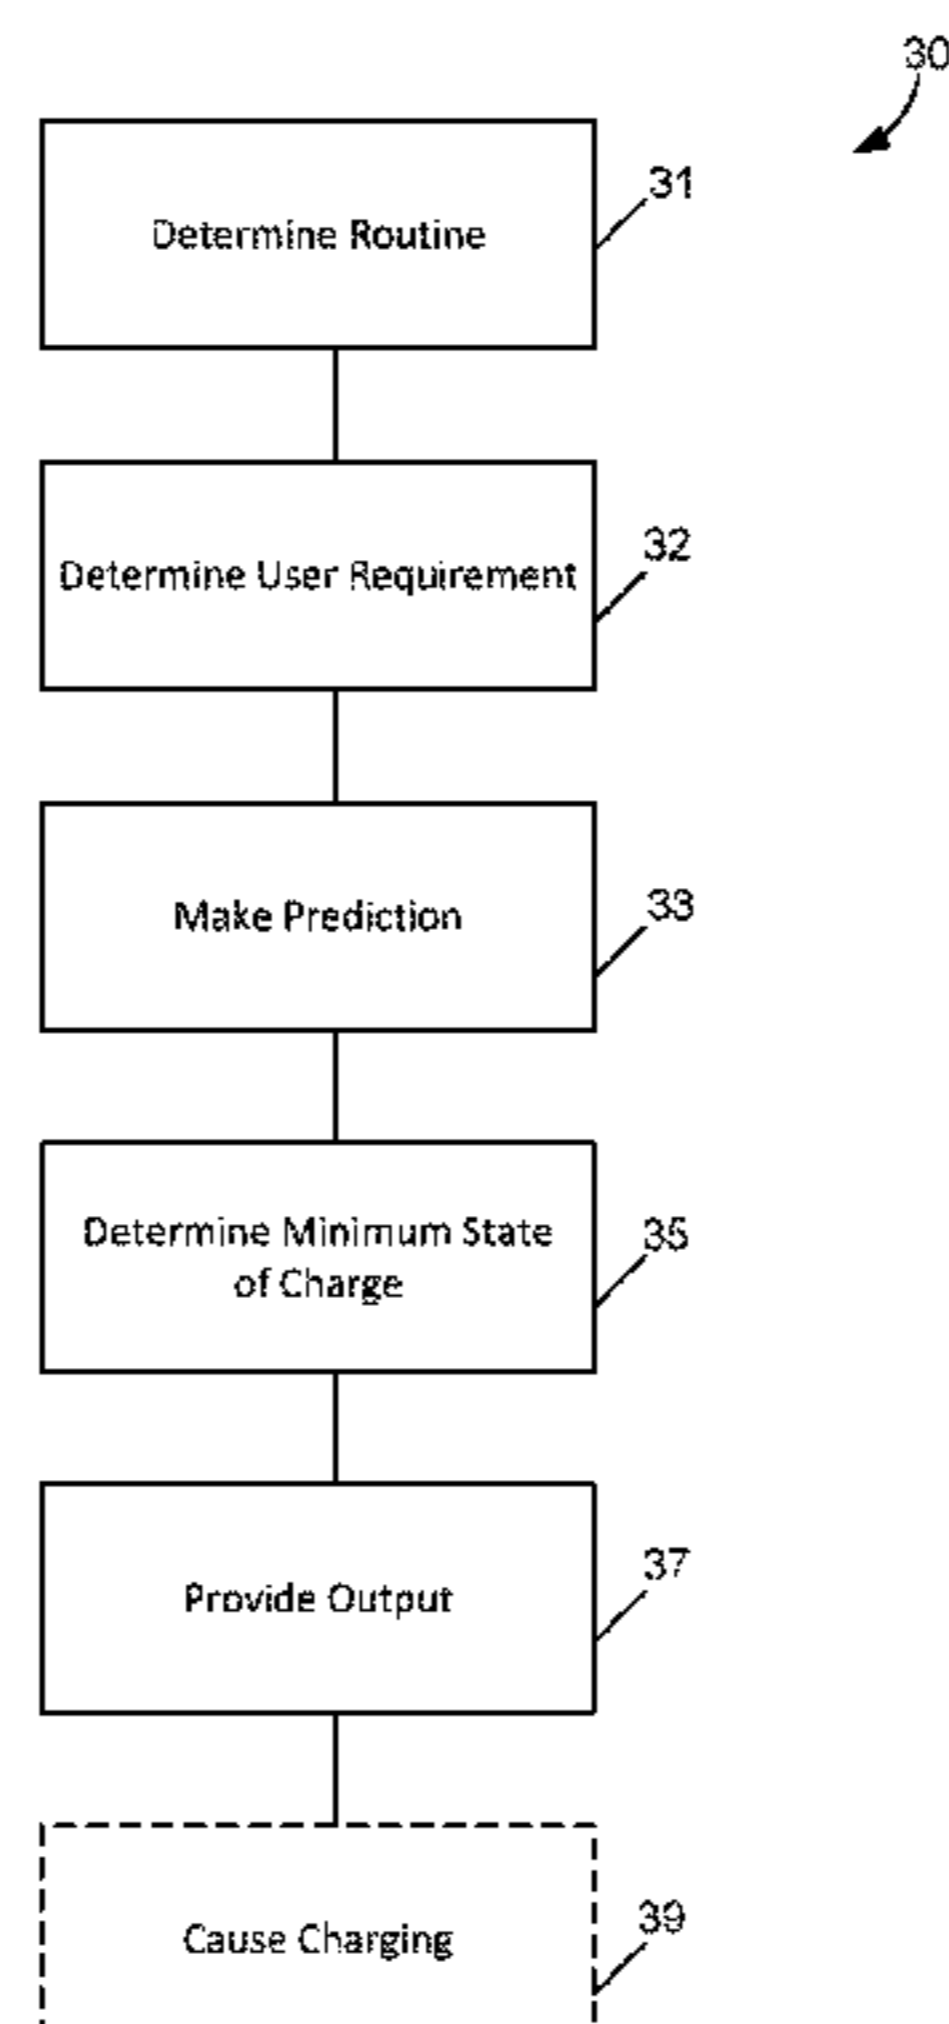 30
Determine Routine
31
Determine User Requirement
32
Make Prediction
33
Determine Minimum State
of Charge
35
Provide Output
37
Cause Charging
39